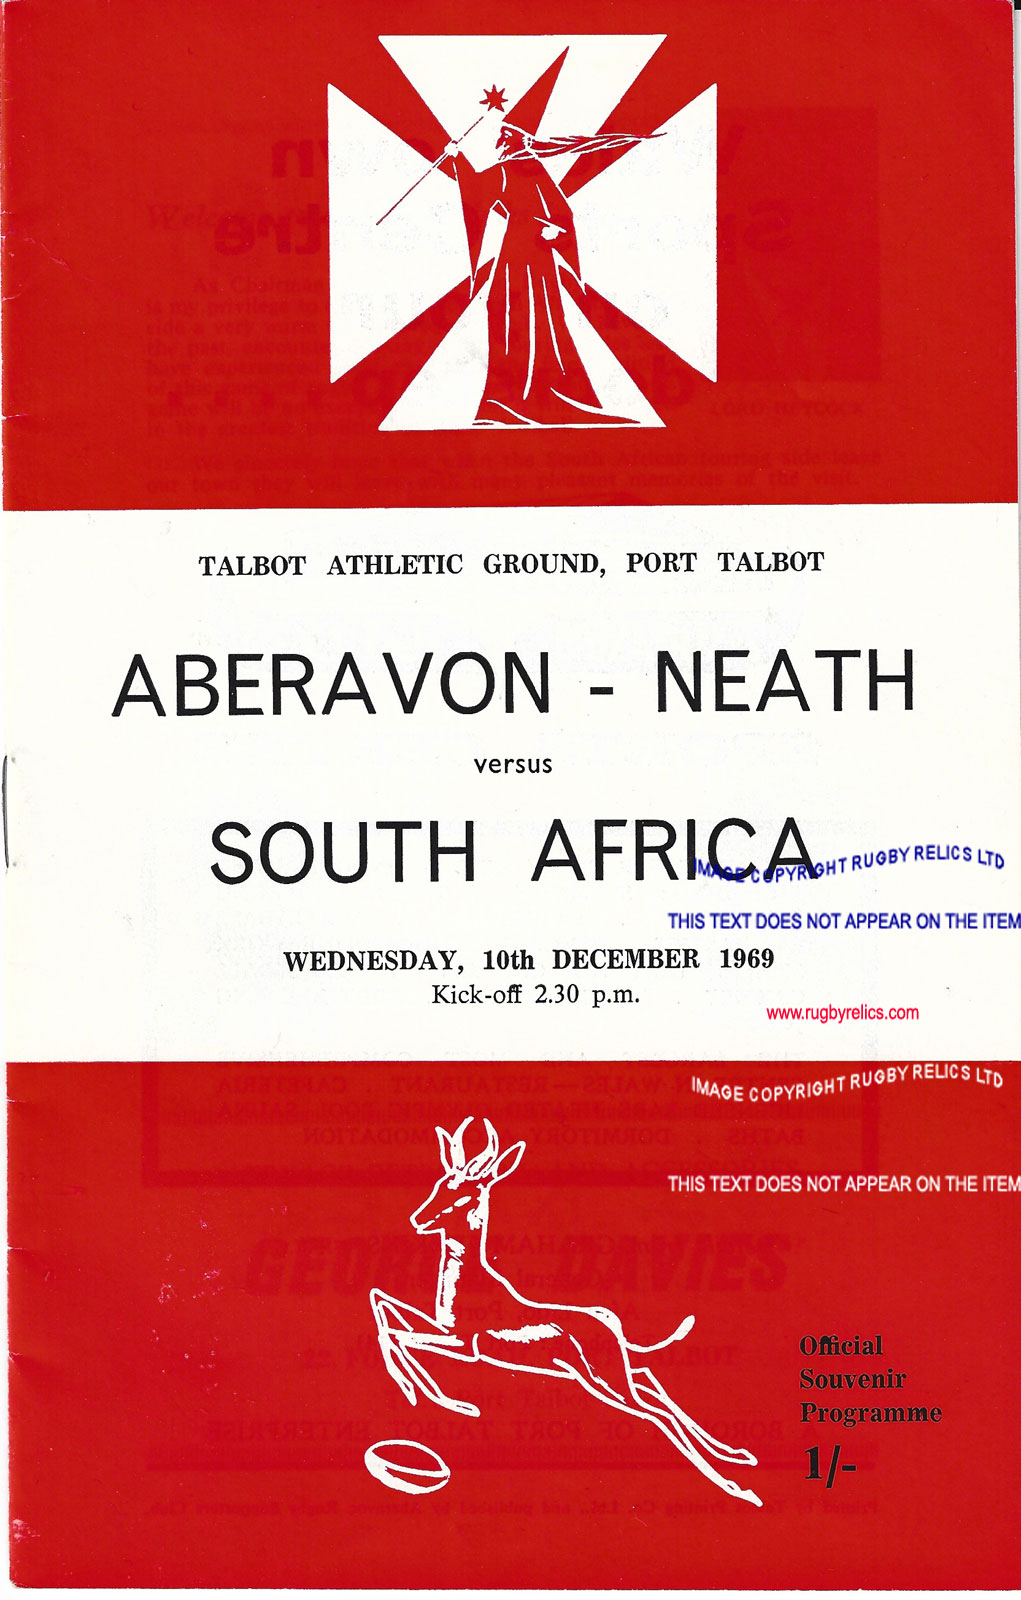 TALBOT ATHLETIC GROUND, PORT TALBOT
ABERAVON - NEATH
versus
SOUTH AFRICA
IMAGE COPYRIGHT RUGBY RELICS LTD
THIS TEXT DOES NOT APPEAR ON THE ITEM
WEDNESDAY, 10th DECEMBER 1969
Kick-off 2.30 p.m.
www.rugbyrelics.com
IMAGE COPYRIGHT RUGBY RELICS LTD
THIS TEXT DOES NOT APPEAR ON THE ITEM
Official
Souvenir
Programme
1/-